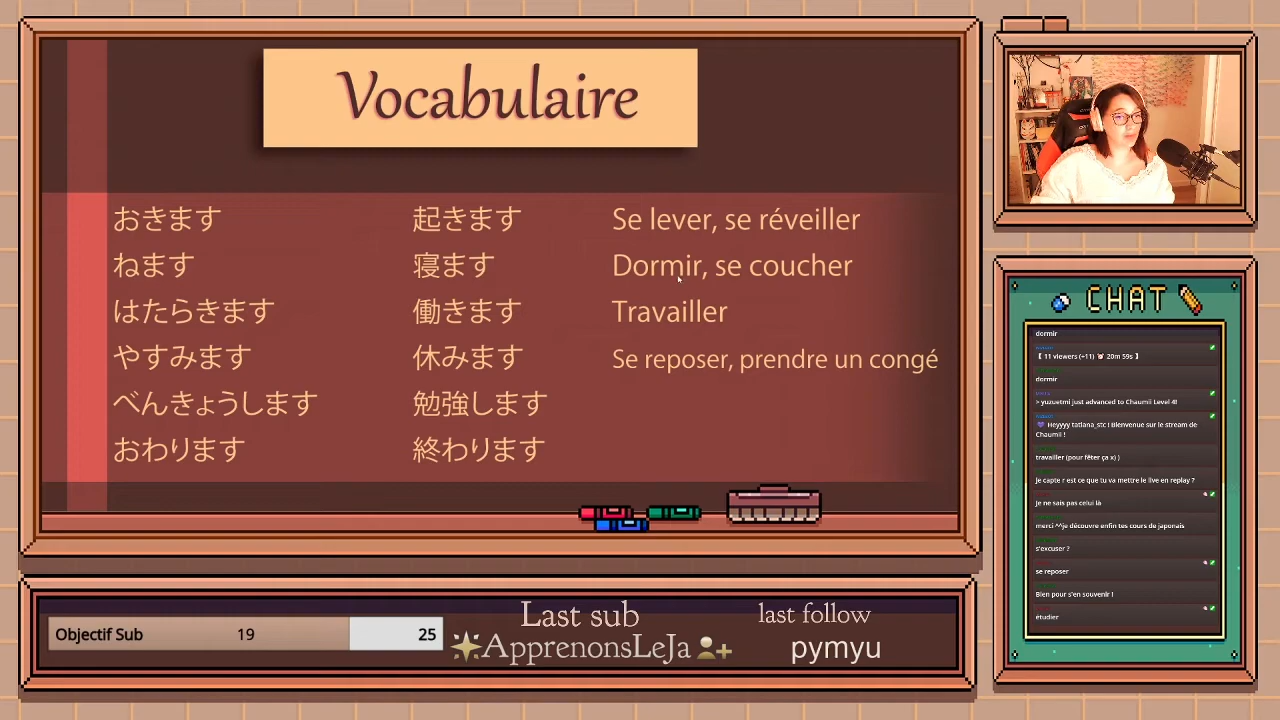 Vocabulaire
おきます 起きます Se lever, se réveiller
ねます 寝ます Dormir, se coucher
はたらきます 働きます Travailler
やすみます 休みます Se reposer, prendre un congé
べんきょうします 勉強します
おわります 終わります
Objectif Sub 19 25
Last sub
ApprenonsLeJa
last follow
pymyu
CHAT
dormir
【 11 viewers (+11) ⏰ 20m 59s 】
dormir
> yuzuetmi just advanced to Chaumii Level 4!
💜 Heyyyy tatiana_stc ! Bienvenue sur le stream de
Chaumii !
travailler (pour fêter ça x) )
Je capte r est ce que tu va mettre le live en replay ?
Je ne sais pas celui là
merci ^^je découvre enfin tes cours de japonais
s'excuser ?
se reposer
Bien pour s'en souvenir !
étudier